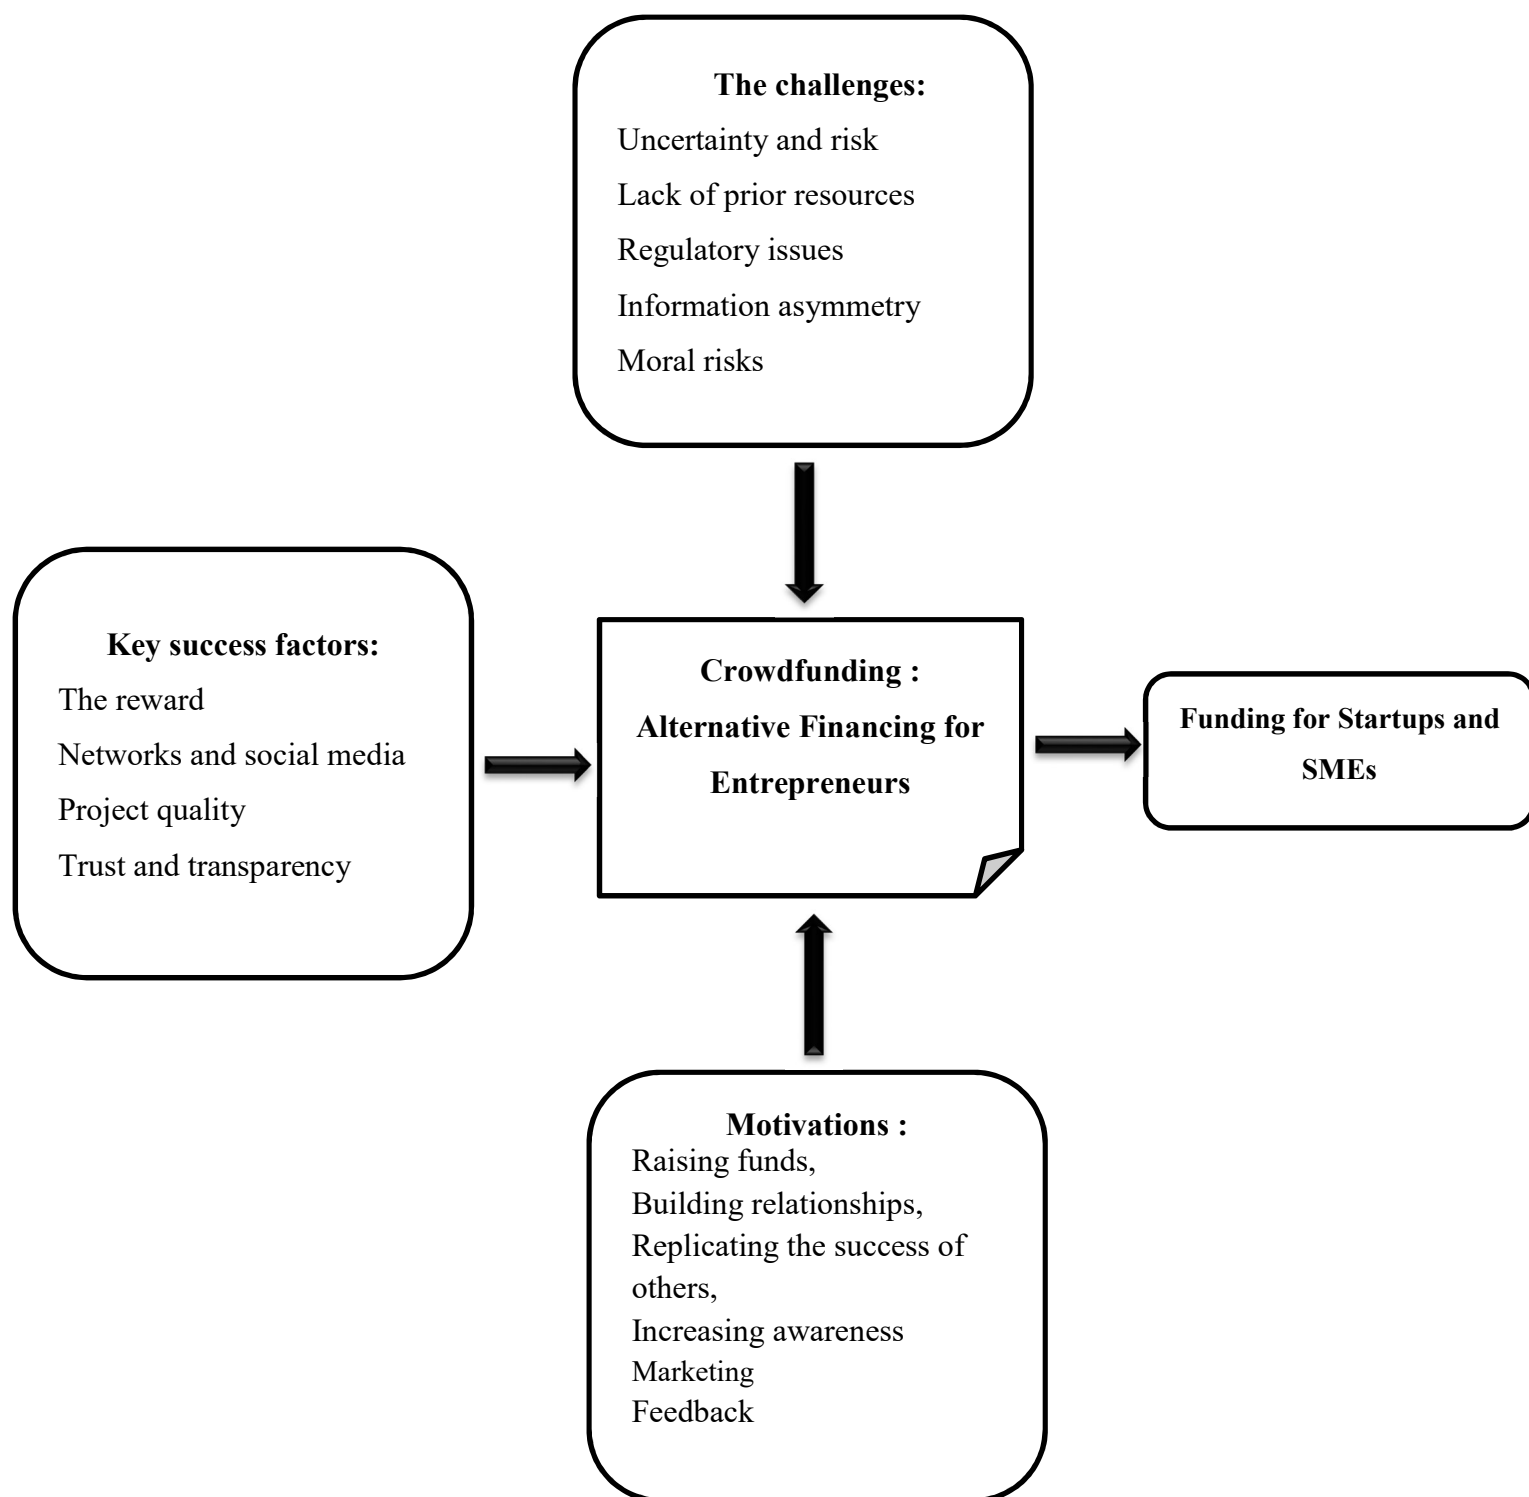 The challenges:
Uncertainty and risk
Lack of prior resources
Regulatory issues
Information asymmetry
Moral risks
Key success factors:
The reward
Networks and social media
Project quality
Trust and transparency
Crowdfunding :
Alternative Financing for
Entrepreneurs
Funding for Startups and
SMEs
Motivations :
Raising funds,
Building relationships,
Replicating the success of
others,
Increasing awareness
Marketing
Feedback